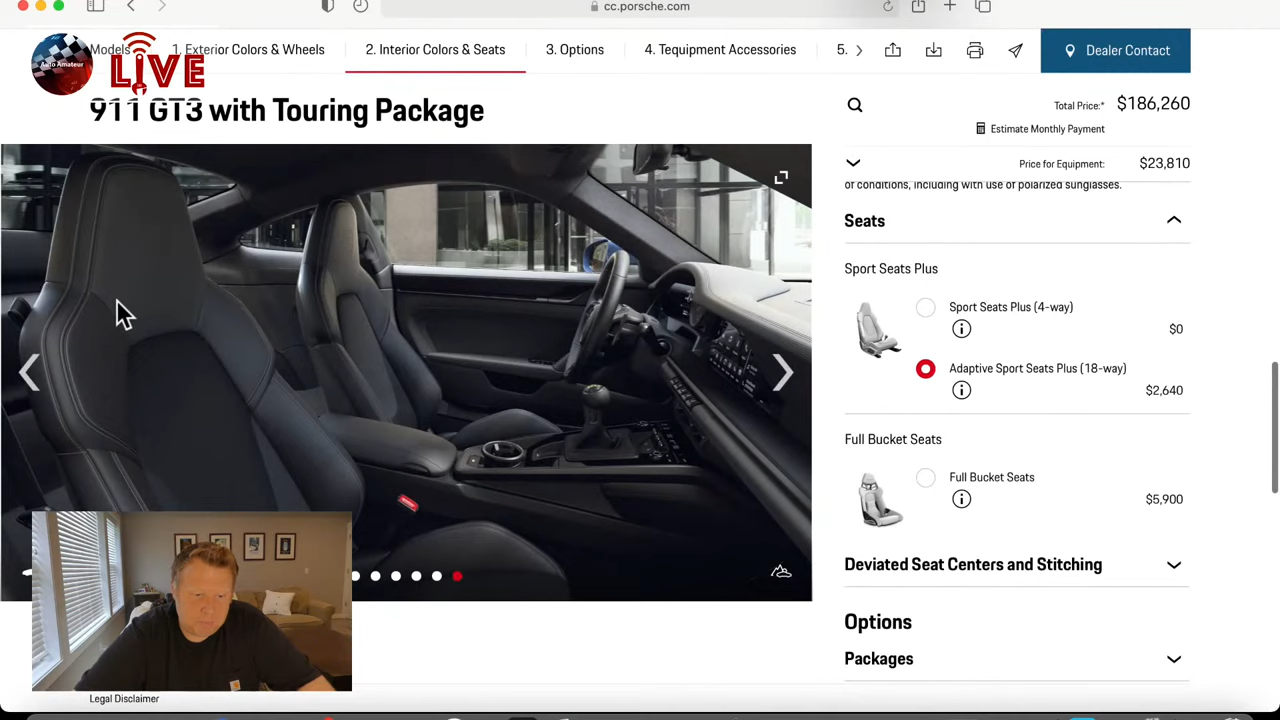 cc.porsche.com
Models
1. Exterior Colors & Wheels
2. Interior Colors & Seats
3. Options
4. Tequipment Accessories
5.
Dealer Contact
Auto Amateur
LIVE
911 GT3 with Touring Package
Total Price:* $186,260
Estimate Monthly Payment
Price for Equipment: $23,810
of conditions, including with use of polarized sunglasses.
Seats
Sport Seats Plus
Sport Seats Plus (4-way)
$0
Adaptive Sport Seats Plus (18-way)
$2,640
Full Bucket Seats
Full Bucket Seats
$5,900
Deviated Seat Centers and Stitching
Options
Packages
Legal Disclaimer